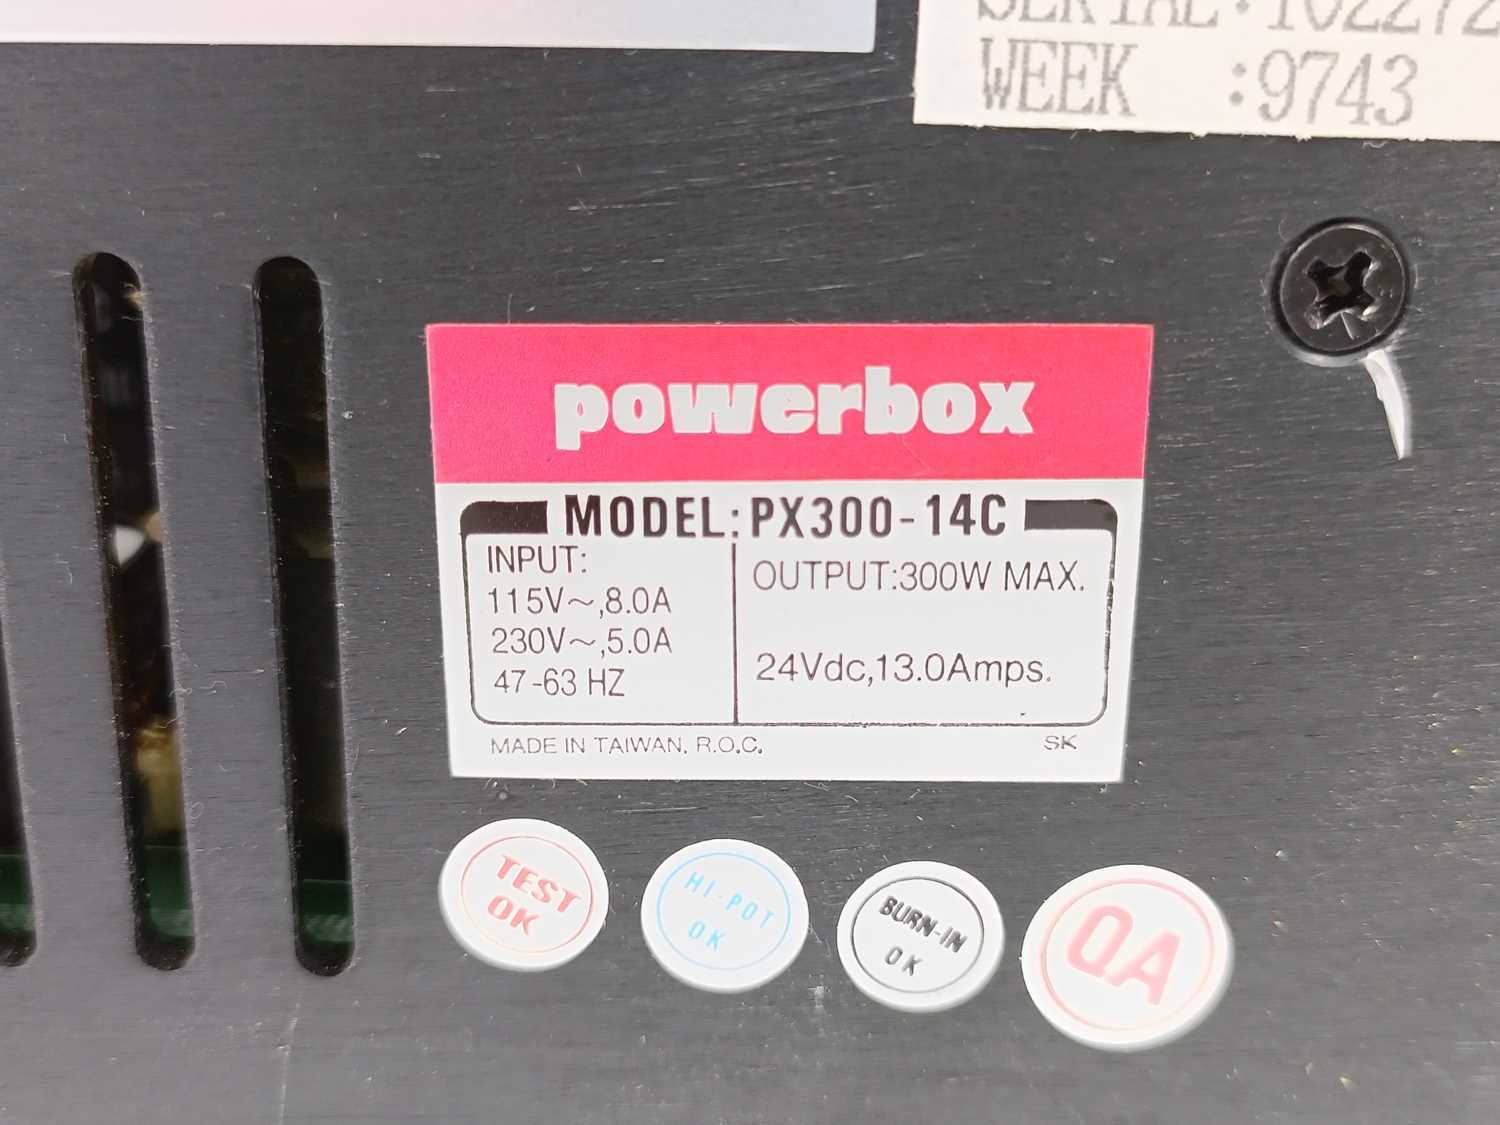 WEEK :9743
powerbox
MODEL: PX300-14C
INPUT:
115V~,8.0A
230V~,5.0A
47-63 HZ
OUTPUT:300W MAX.
24Vdc,13.0Amps.
MADE IN TAIWAN, R.O.C.
SK
TEST
OK
HI-POT
OK
BURN-IN
OK
QA